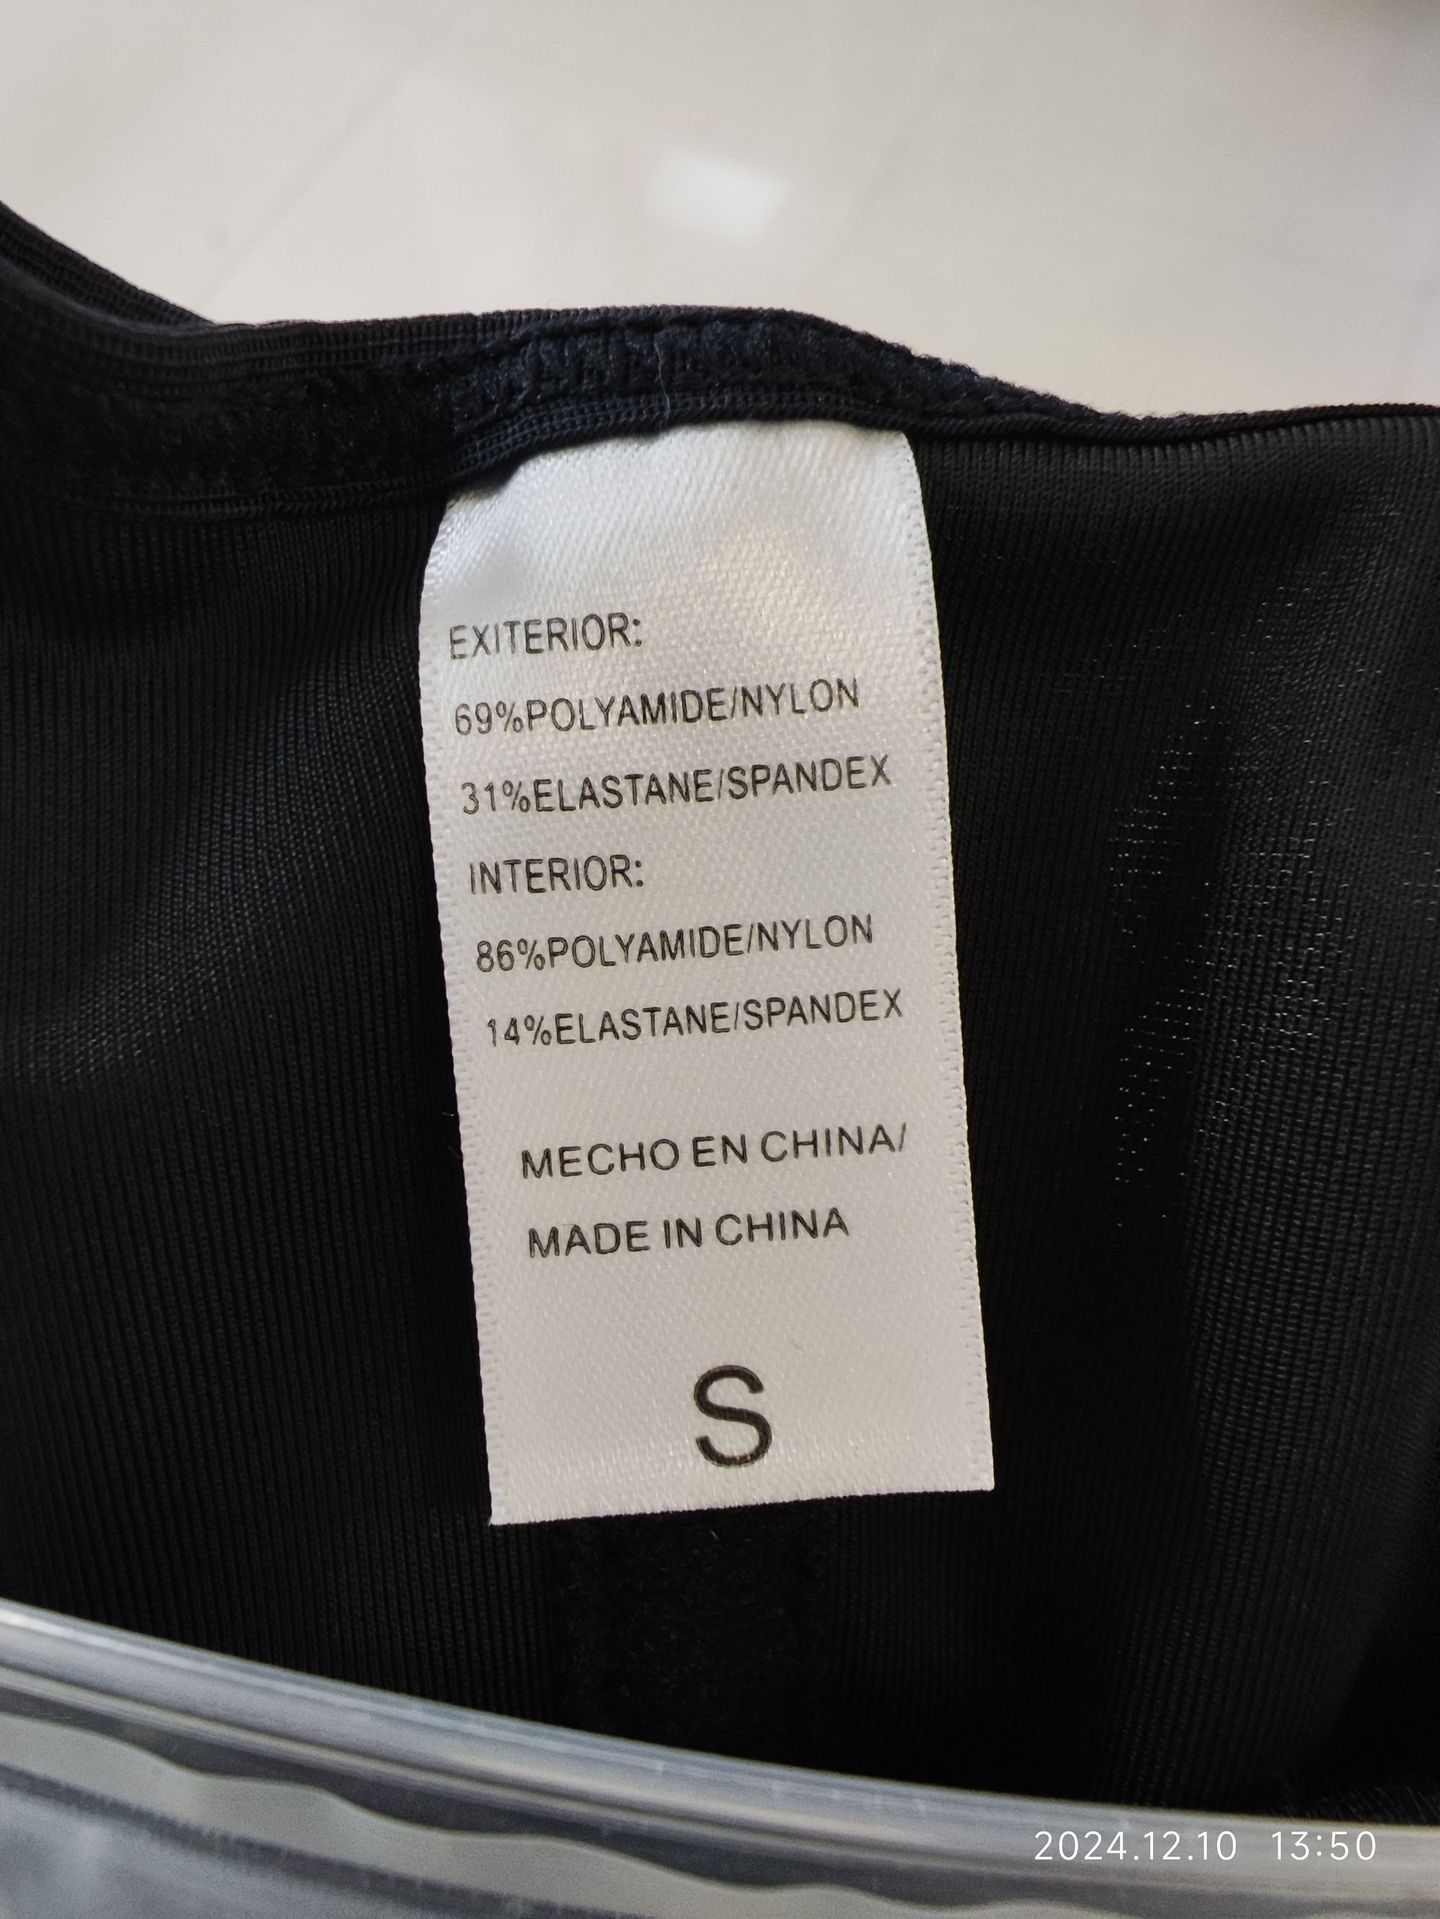 EXITERIOR:
69%POLYAMIDE/NYLON
31%ELASTANE/SPANDEX
INTERIOR:
86%POLYAMIDE/NYLON
14%ELASTANE/SPANDEX
MECHO EN CHINA/
MADE IN CHINA
S
2024.12.10 13:50